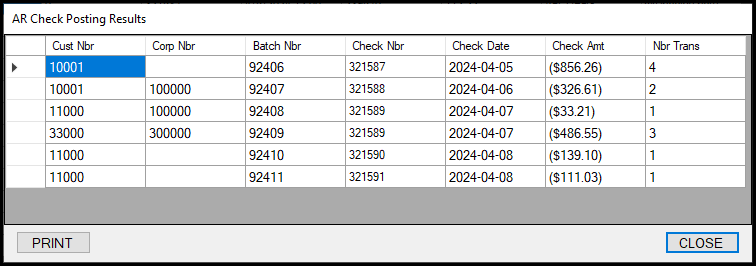 AR Check Posting Results
Cust Nbr Corp Nbr Batch Nbr Check Nbr Check Date Check Amt Nbr Trans
10001 92406 321587 2024-04-05 ($856.26) 4
10001 100000 92407 321588 2024-04-06 ($326.61) 2
11000 100000 92408 321589 2024-04-07 ($33.21) 1
33000 300000 92409 321589 2024-04-07 ($486.55) 3
11000 92410 321590 2024-04-08 ($139.10) 1
11000 92411 321591 2024-04-08 ($111.03) 1
PRINT CLOSE